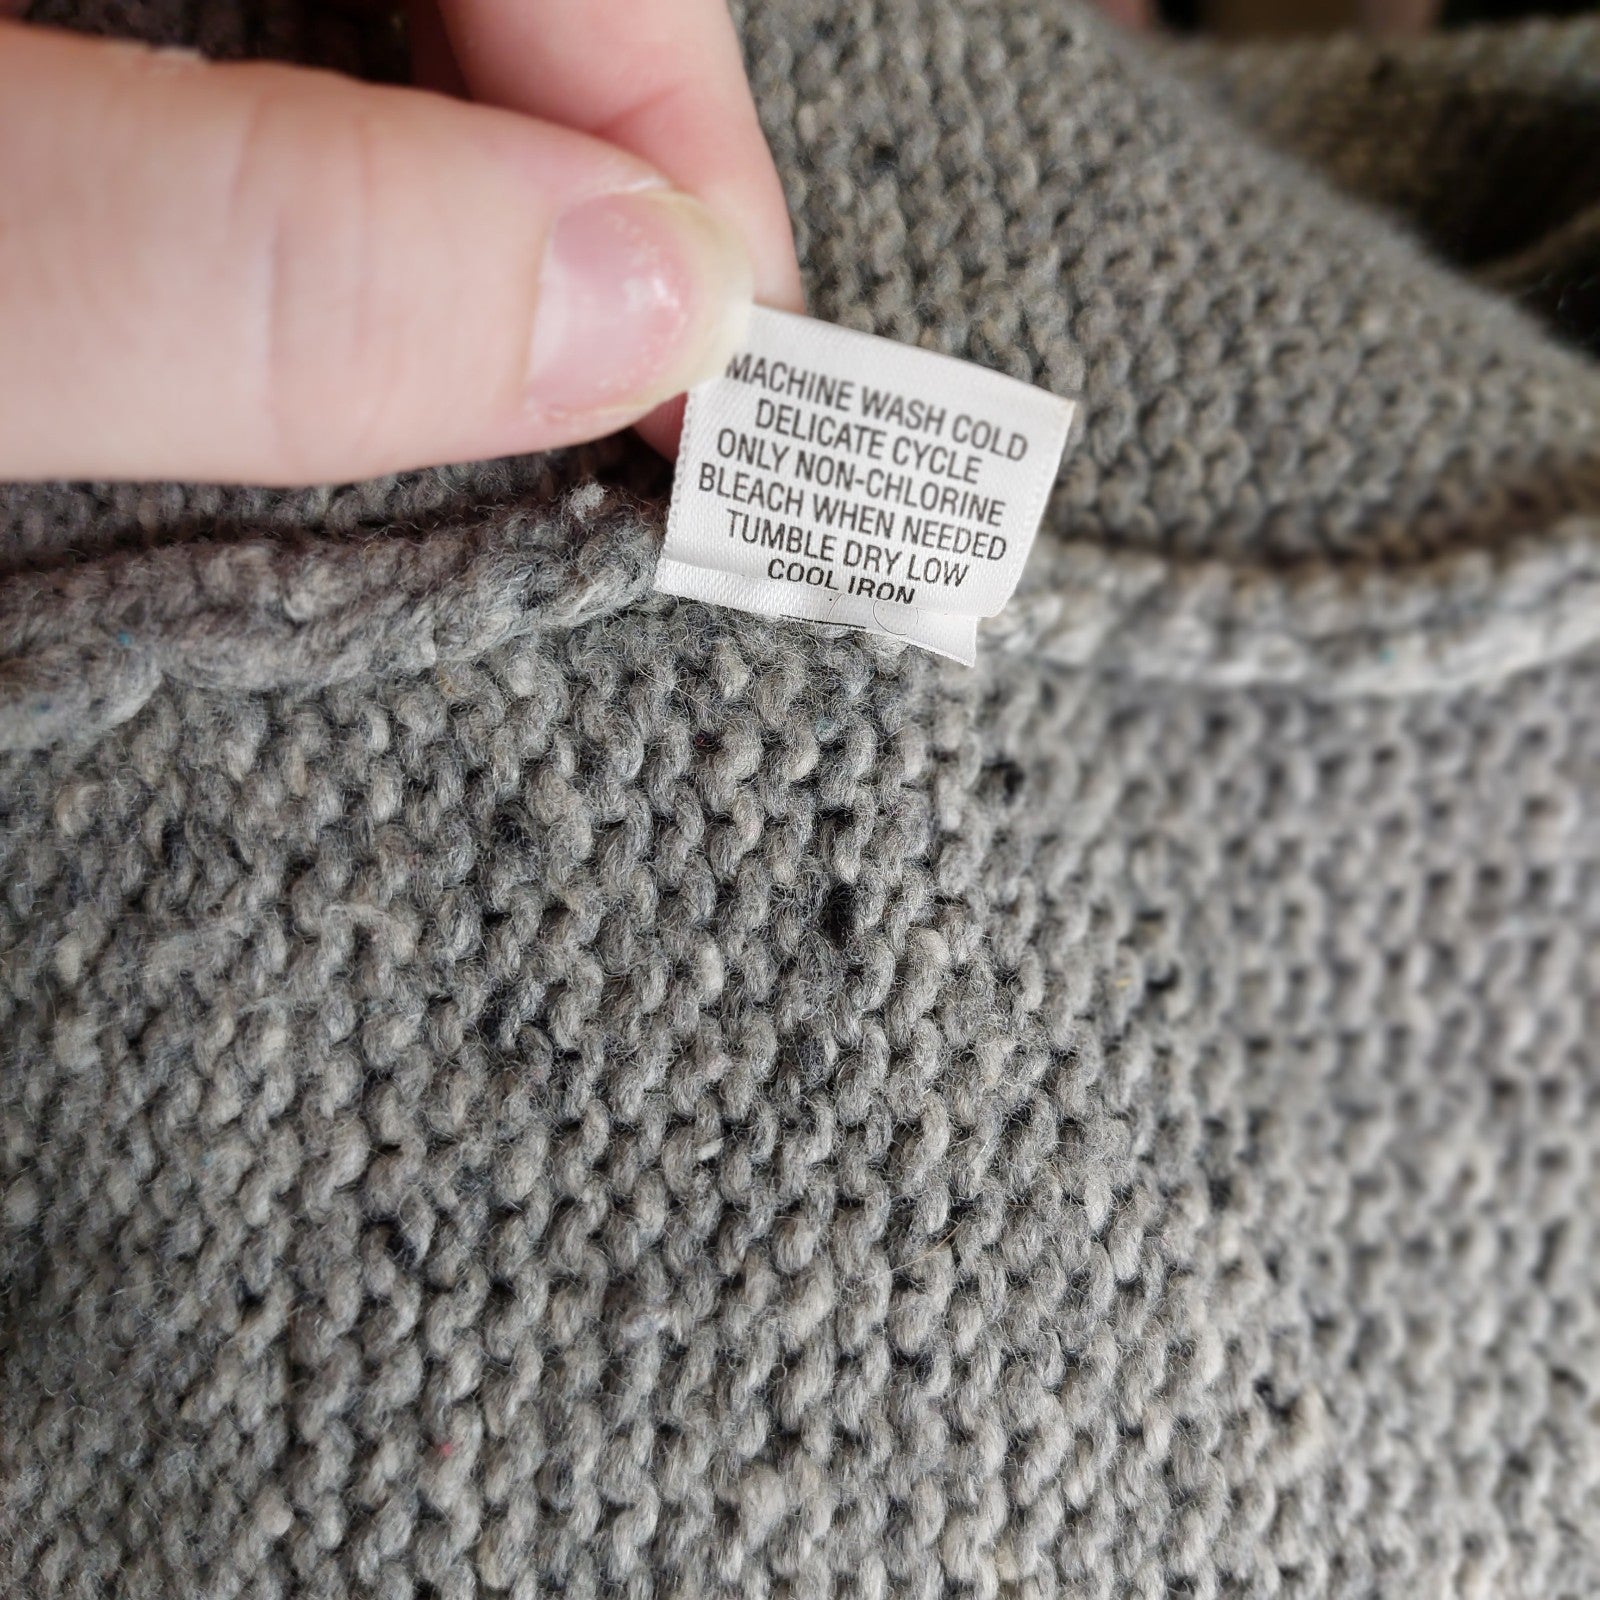 MACHINE WASH COLD
DELICATE CYCLE
ONLY NON-CHLORINE
BLEACH WHEN NEEDED
TUMBLE DRY LOW
COOL IRON